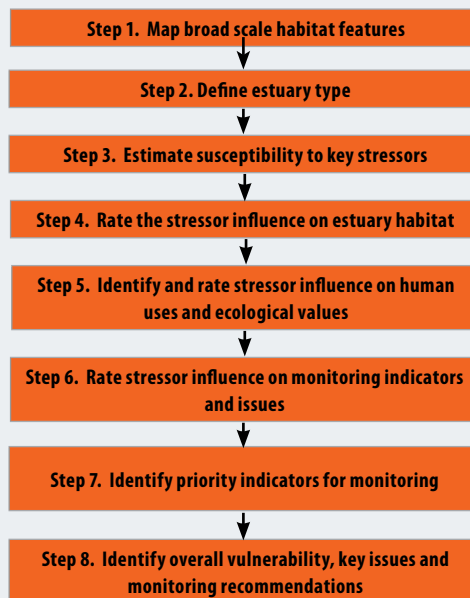 Step 1. Map broad scale habitat features
Step 2. Define estuary type
Step 3. Estimate susceptibility to key stressors
Step 4. Rate the stressor influence on estuary habitat
Step 5. Identify and rate stressor influence on human
uses and ecological values
Step 6. Rate stressor influence on monitoring indicators
and issues
Step 7. Identify priority indicators for monitoring
Step 8. Identify overall vulnerability, key issues and
monitoring recommendations